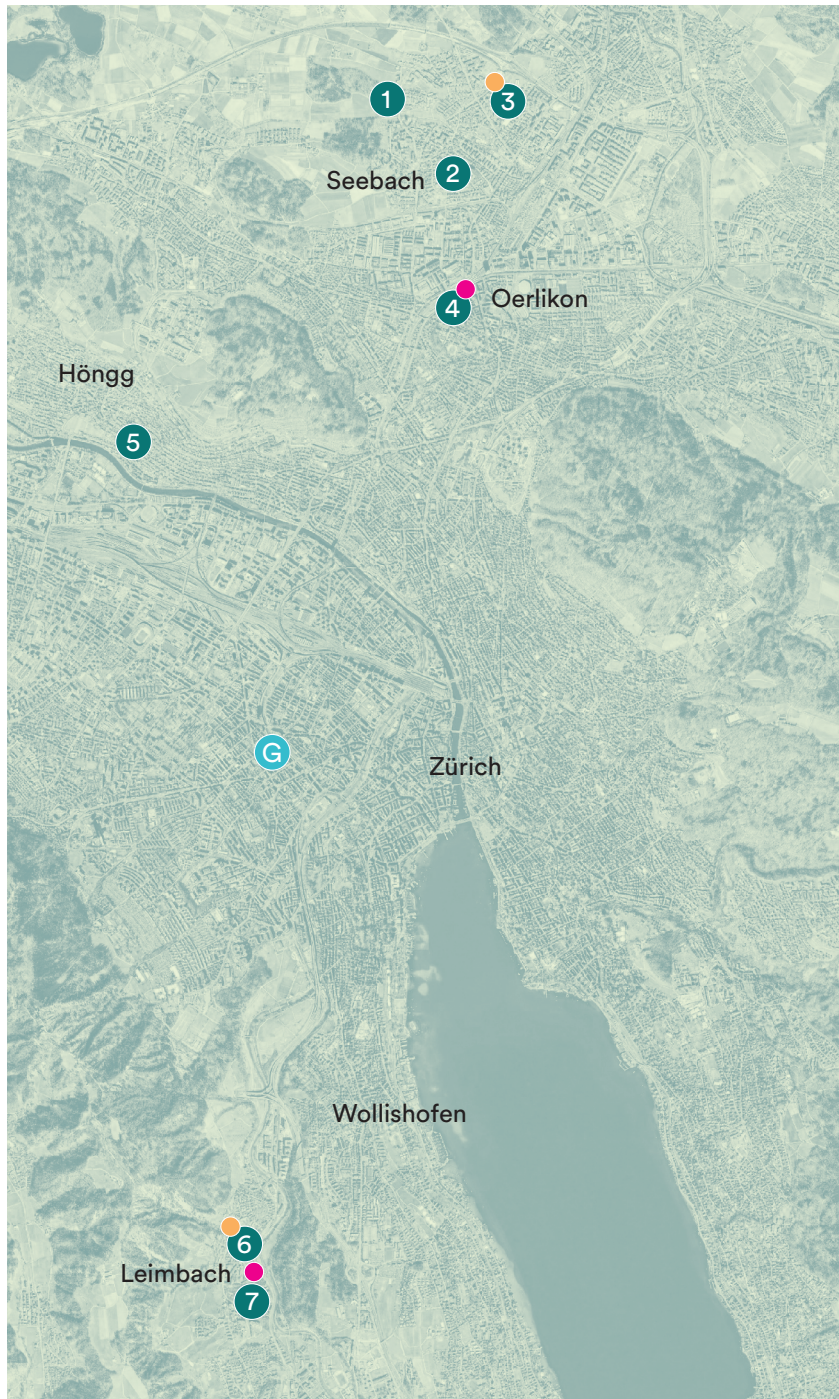 1
3
Seebach 2
4 Oerlikon
Höngg
5
G
Zürich
Wollishofen
6
Leimbach
7